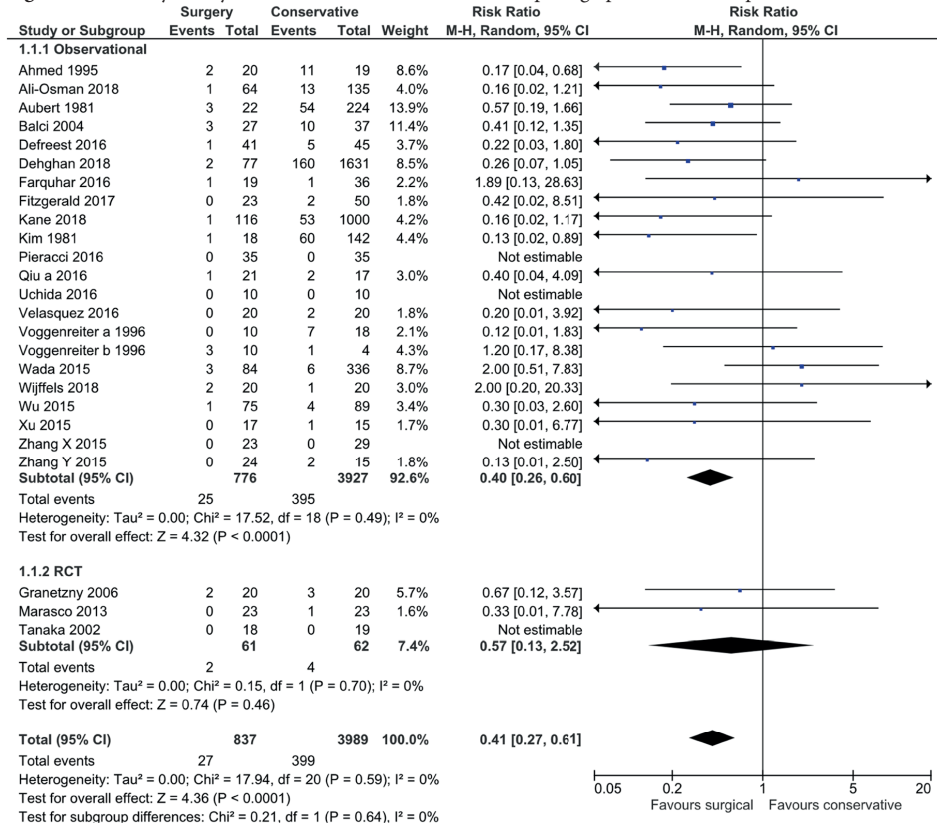 Surgery Conservative Risk Ratio Risk Ratio
Study or Subgroup Events Total Events Total Weight M-H, Random, 95% CI M-H, Random, 95% CI
1.1.1 Observational
Ahmed 1995 2 20 11 19 8.6% 0.17 [0.04, 0.68]
Ali-Osman 2018 1 64 13 135 4.0% 0.16 [0.02, 1.21]
Aubert 1981 3 22 54 224 13.9% 0.57 [0.19, 1.66]
Balci 2004 3 27 10 37 11.4% 0.41 [0.12, 1.35]
Defreest 2016 1 41 5 45 3.7% 0.22 [0.03, 1.80]
Dehghan 2018 2 77 160 1631 8.5% 0.26 [0.07, 1.05]
Farquhar 2016 1 19 1 36 2.2% 1.89 [0.13, 28.63]
Fitzgerald 2017 0 23 2 50 1.8% 0.42 [0.02, 8.51]
Kane 2018 1 116 53 1000 4.2% 0.16 [0.02, 1.17]
Kim 1981 1 18 60 142 4.4% 0.13 [0.02, 0.89]
Pieracci 2016 0 35 0 35 Not estimable
Qiu a 2016 1 21 2 17 3.0% 0.40 [0.04, 4.09]
Uchida 2016 0 10 0 10 Not estimable
Velasquez 2016 0 20 2 20 1.8% 0.20 [0.01, 3.92]
Voggenreiter a 1996 0 10 7 18 2.1% 0.12 [0.01, 1.83]
Voggenreiter b 1996 3 10 1 4 4.3% 1.20 [0.17, 8.38]
Wada 2015 3 84 6 336 8.7% 2.00 [0.51, 7.83]
Wijffels 2018 2 20 1 20 3.0% 2.00 [0.20, 20.33]
Wu 2015 1 75 4 89 3.4% 0.30 [0.03, 2.60]
Xu 2015 0 17 1 15 1.7% 0.30 [0.01, 6.77]
Zhang X 2015 0 23 0 29 Not estimable
Zhang Y 2015 0 24 2 15 1.8% 0.13 [0.01, 2.50]
Subtotal (95% CI) 776 3927 92.6% 0.40 [0.26, 0.60]
Total events 25 395
Heterogeneity: Tau² = 0.00; Chi² = 17.52, df = 18 (P = 0.49); I² = 0%
Test for overall effect: Z = 4.32 (P < 0.0001)
1.1.2 RCT
Granetzny 2006 2 20 3 20 5.7% 0.67 [0.12, 3.57]
Marasco 2013 0 23 1 23 1.6% 0.33 [0.01, 7.78]
Tanaka 2002 0 18 0 19 Not estimable
Subtotal (95% CI) 61 62 7.4% 0.57 [0.13, 2.52]
Total events 2 4
Heterogeneity: Tau² = 0.00; Chi² = 0.15, df = 1 (P = 0.70); I² = 0%
Test for overall effect: Z = 0.74 (P = 0.46)
Total (95% CI) 837 3989 100.0% 0.41 [0.27, 0.61]
Total events 27 399
Heterogeneity: Tau² = 0.00; Chi² = 17.94, df = 20 (P = 0.59); I² = 0%
Test for overall effect: Z = 4.36 (P < 0.0001)
Test for subgroup differences: Chi² = 0.21, df = 1 (P = 0.64), I² = 0%
0.05 0.2 1 5 20
Favours surgical Favours conservative